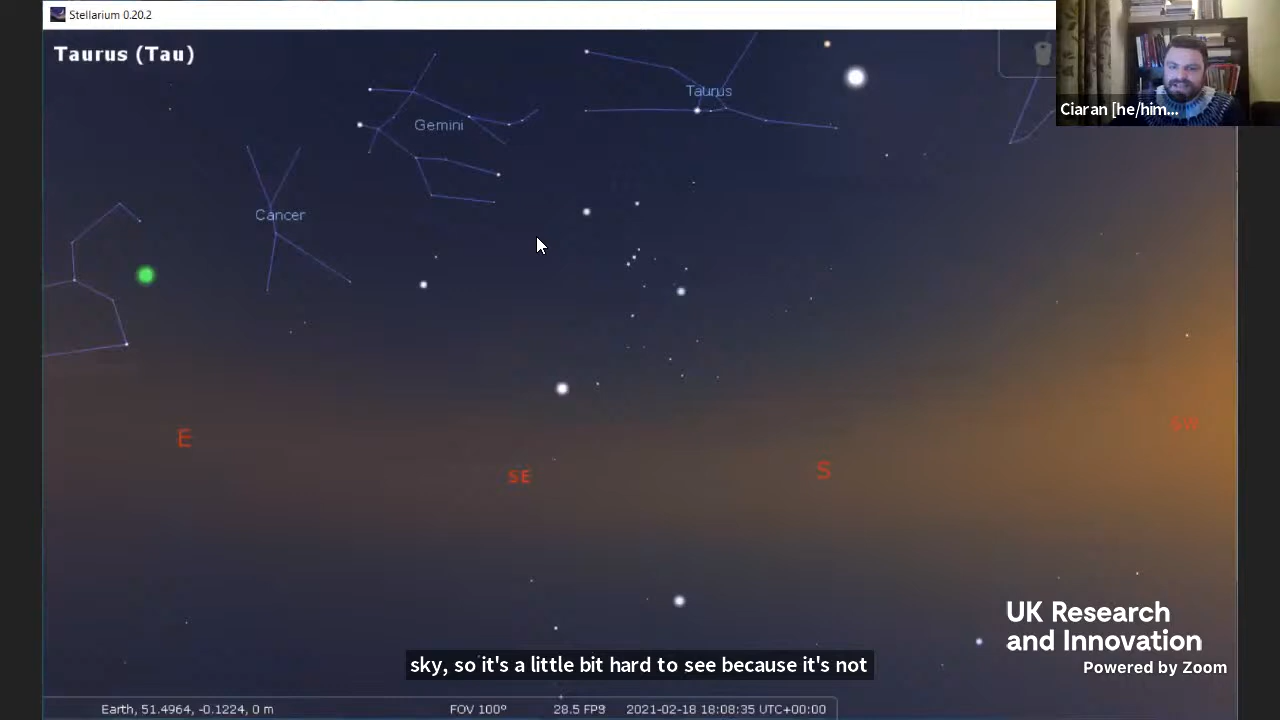 Stellarium 0.20.2
Taurus (Tau)
Taurus
Gemini
Ciaran [he/him...
Cancer
E
SE
S
SW
UK Research
and Innovation
Powered by Zoom
sky, so it's a little bit hard to see because it's not
Earth, 51.4964, -0.1224, 0 m
FOV 100°
28.5 FPS
2021-02-18 18:08:35 UTC+00:00